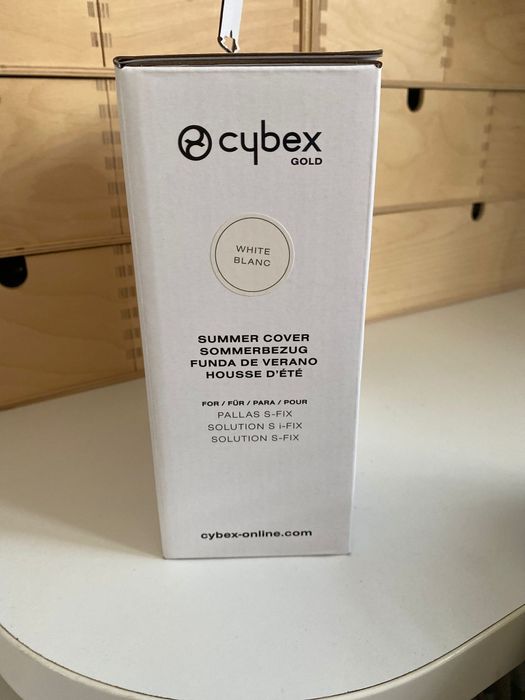 cybex
GOLD
WHITE
BLANC
SUMMER COVER
SOMMERBEZUG
FUNDA DE VERANO
HOUSSE D'ÉTÉ
FOR / FÜR / PARA / POUR
PALLAS S-FIX
SOLUTION S i-FIX
SOLUTION S-FIX
cybex-online.com